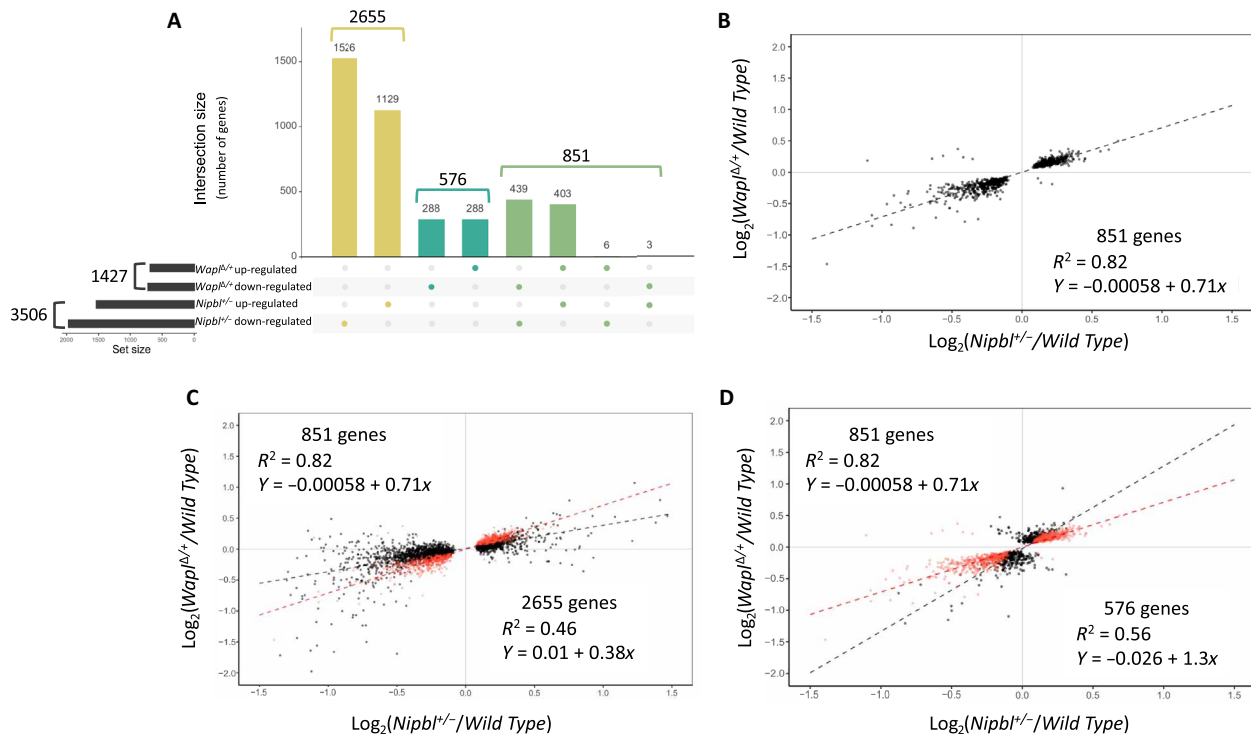 A
2655
1526
1129
576
288
288
851
439
403
6
3
Intersection size
(number of genes)
1500
1000
500
0
1427
3506
WaplΔ/+ up-regulated
WaplΔ/+ down-regulated
Nipbl+/− up-regulated
Nipbl+/− down-regulated
2000 1500 1000 500 0
Set size
B
Log2(WaplΔ/+/Wild Type)
2.0
1.5
1.0
0.5
0.0
−0.5
−1.0
−1.5
−2.0
851 genes
R2 = 0.82
Y = −0.00058 + 0.71x
−1.5 −1.0 −0.5 0.0 0.5 1.0 1.5
Log2(Nipbl+/−/Wild Type)
C
Log2(WaplΔ/+/Wild Type)
2.0
1.5
1.0
0.5
0.0
−0.5
−1.0
−1.5
−2.0
851 genes
R2 = 0.82
Y = −0.00058 + 0.71x
2655 genes
R2 = 0.46
Y = 0.01 + 0.38x
−1.5 −1.0 −0.5 0.0 0.5 1.0 1.5
Log2(Nipbl+/−/Wild Type)
D
Log2(WaplΔ/+/Wild Type)
2.0
1.5
1.0
0.5
0.0
−0.5
−1.0
−1.5
−2.0
851 genes
R2 = 0.82
Y = −0.00058 + 0.71x
576 genes
R2 = 0.56
Y = −0.026 + 1.3x
−1.5 −1.0 −0.5 0.0 0.5 1.0 1.5
Log2(Nipbl+/−/Wild Type)